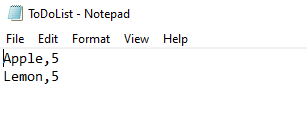 ToDoList - Notepad
File Edit Format View Help
Apple,5
Lemon,5